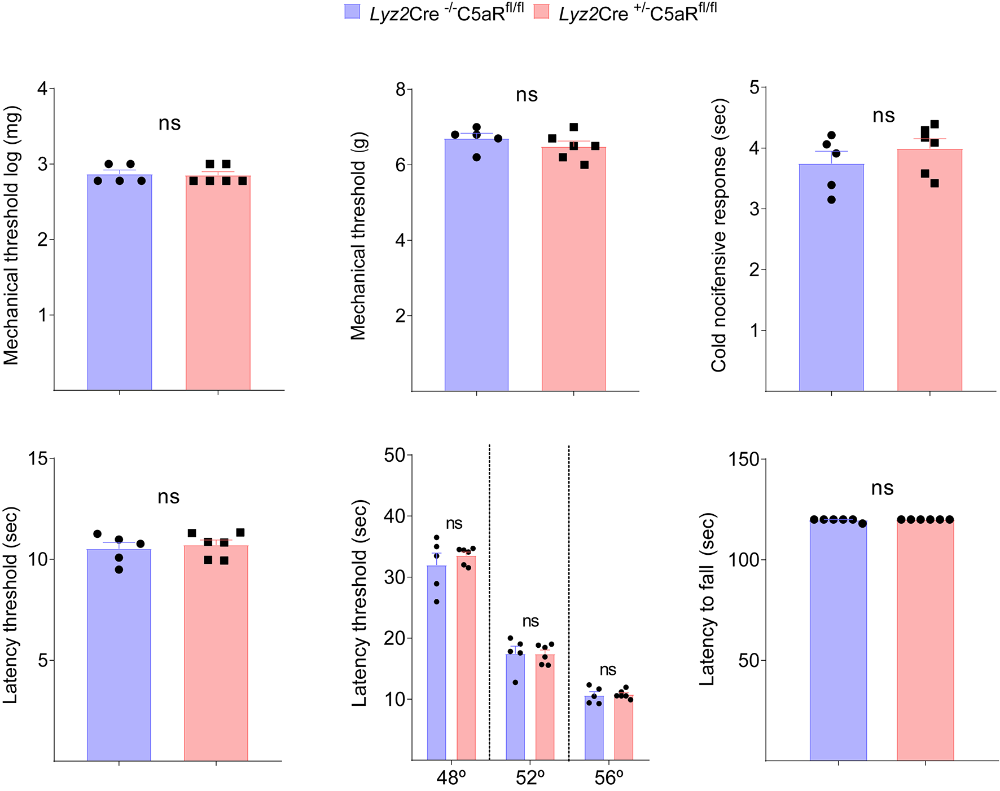 Lyz2Cre -/-C5aRfl/fl Lyz2Cre +/-C5aRfl/fl
Mechanical threshold log (mg)
4
3
2
1
ns
Mechanical threshold (g)
8
6
4
2
ns
Cold nocifensive response (sec)
5
4
3
2
1
ns
Latency threshold (sec)
15
10
5
ns
Latency threshold (sec)
50
40
30
20
10
ns
ns
ns
48º 52º 56º
Latency to fall (sec)
150
100
50
ns